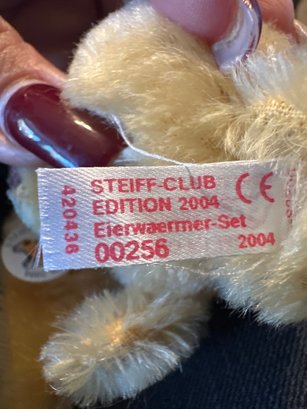 STEIFF-CLUB
EDITION 2004
Eierwaermer-Set
00256 2004
420436
CE